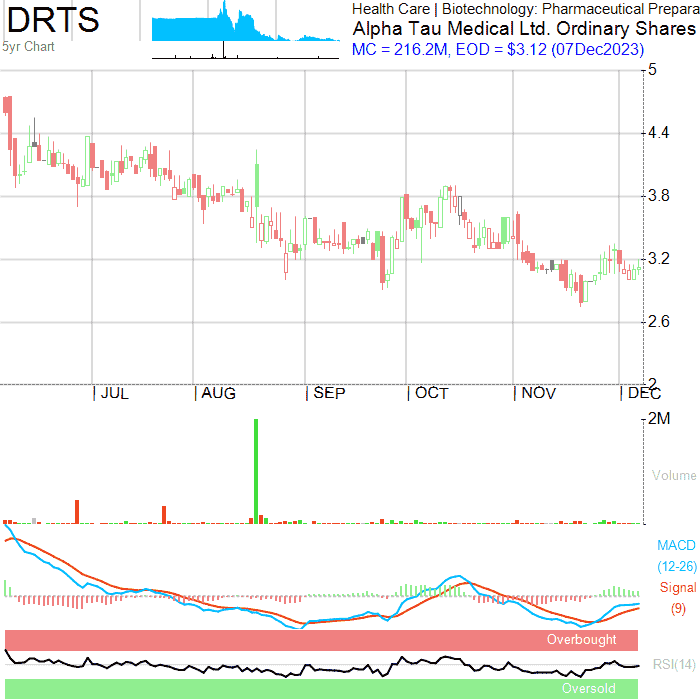 DRTS
5yr Chart
Health Care | Biotechnology: Pharmaceutical Prepara
Alpha Tau Medical Ltd. Ordinary Shares
MC = 216.2M, EOD = $3.12 (07Dec2023)
5
4.4
3.8
3.2
2.6
2
JUL AUG SEP OCT NOV DEC
2M
Volume
MACD
(12-26)
Signal
(9)
Overbought
RSI(14)
Oversold